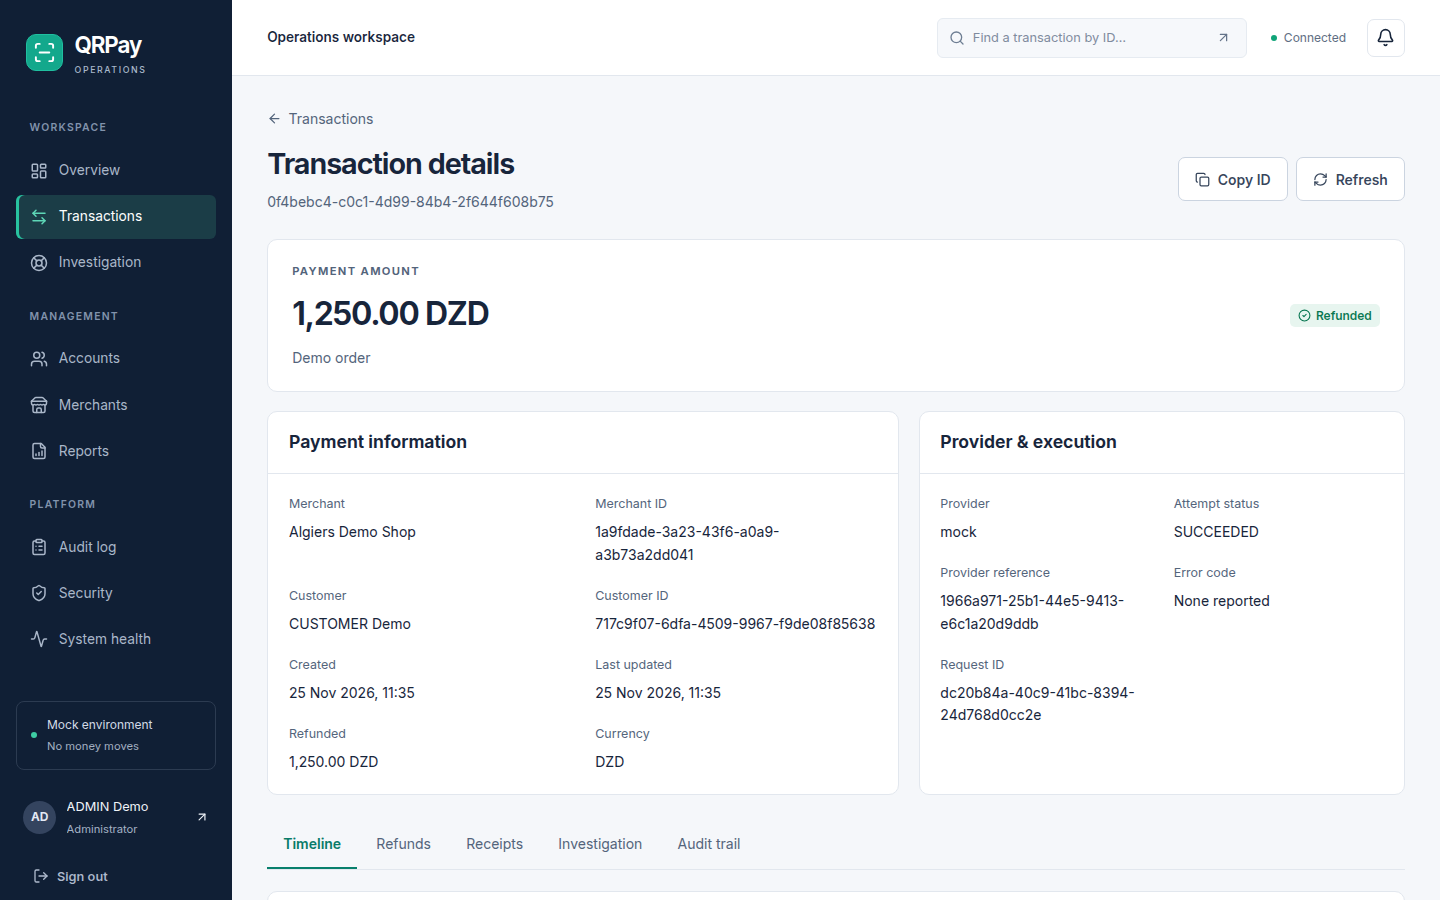 QRPay
OPERATIONS
WORKSPACE
Overview
Transactions
Investigation
MANAGEMENT
Accounts
Merchants
Reports
PLATFORM
Audit log
Security
System health
Mock environment
No money moves
AD
ADMIN Demo
Administrator
Sign out
Operations workspace
Find a transaction by ID...
Connected
Transactions
Transaction details
0f4bebc4-c0c1-4d99-84b4-2f644f608b75
Copy ID
Refresh
PAYMENT AMOUNT
1,250.00 DZD
Demo order
Refunded
Payment information
Merchant
Algiers Demo Shop
Merchant ID
1a9fdade-3a23-43f6-a0a9-
a3b73a2dd041
Customer
CUSTOMER Demo
Customer ID
717c9f07-6dfa-4509-9967-f9de08f85638
Created
25 Nov 2026, 11:35
Last updated
25 Nov 2026, 11:35
Refunded
1,250.00 DZD
Currency
DZD
Provider & execution
Provider
mock
Attempt status
SUCCEEDED
Provider reference
1966a971-25b1-44e5-9413-
e6c1a20d9ddb
Error code
None reported
Request ID
dc20b84a-40c9-41bc-8394-
24d768d0cc2e
Timeline
Refunds
Receipts
Investigation
Audit trail